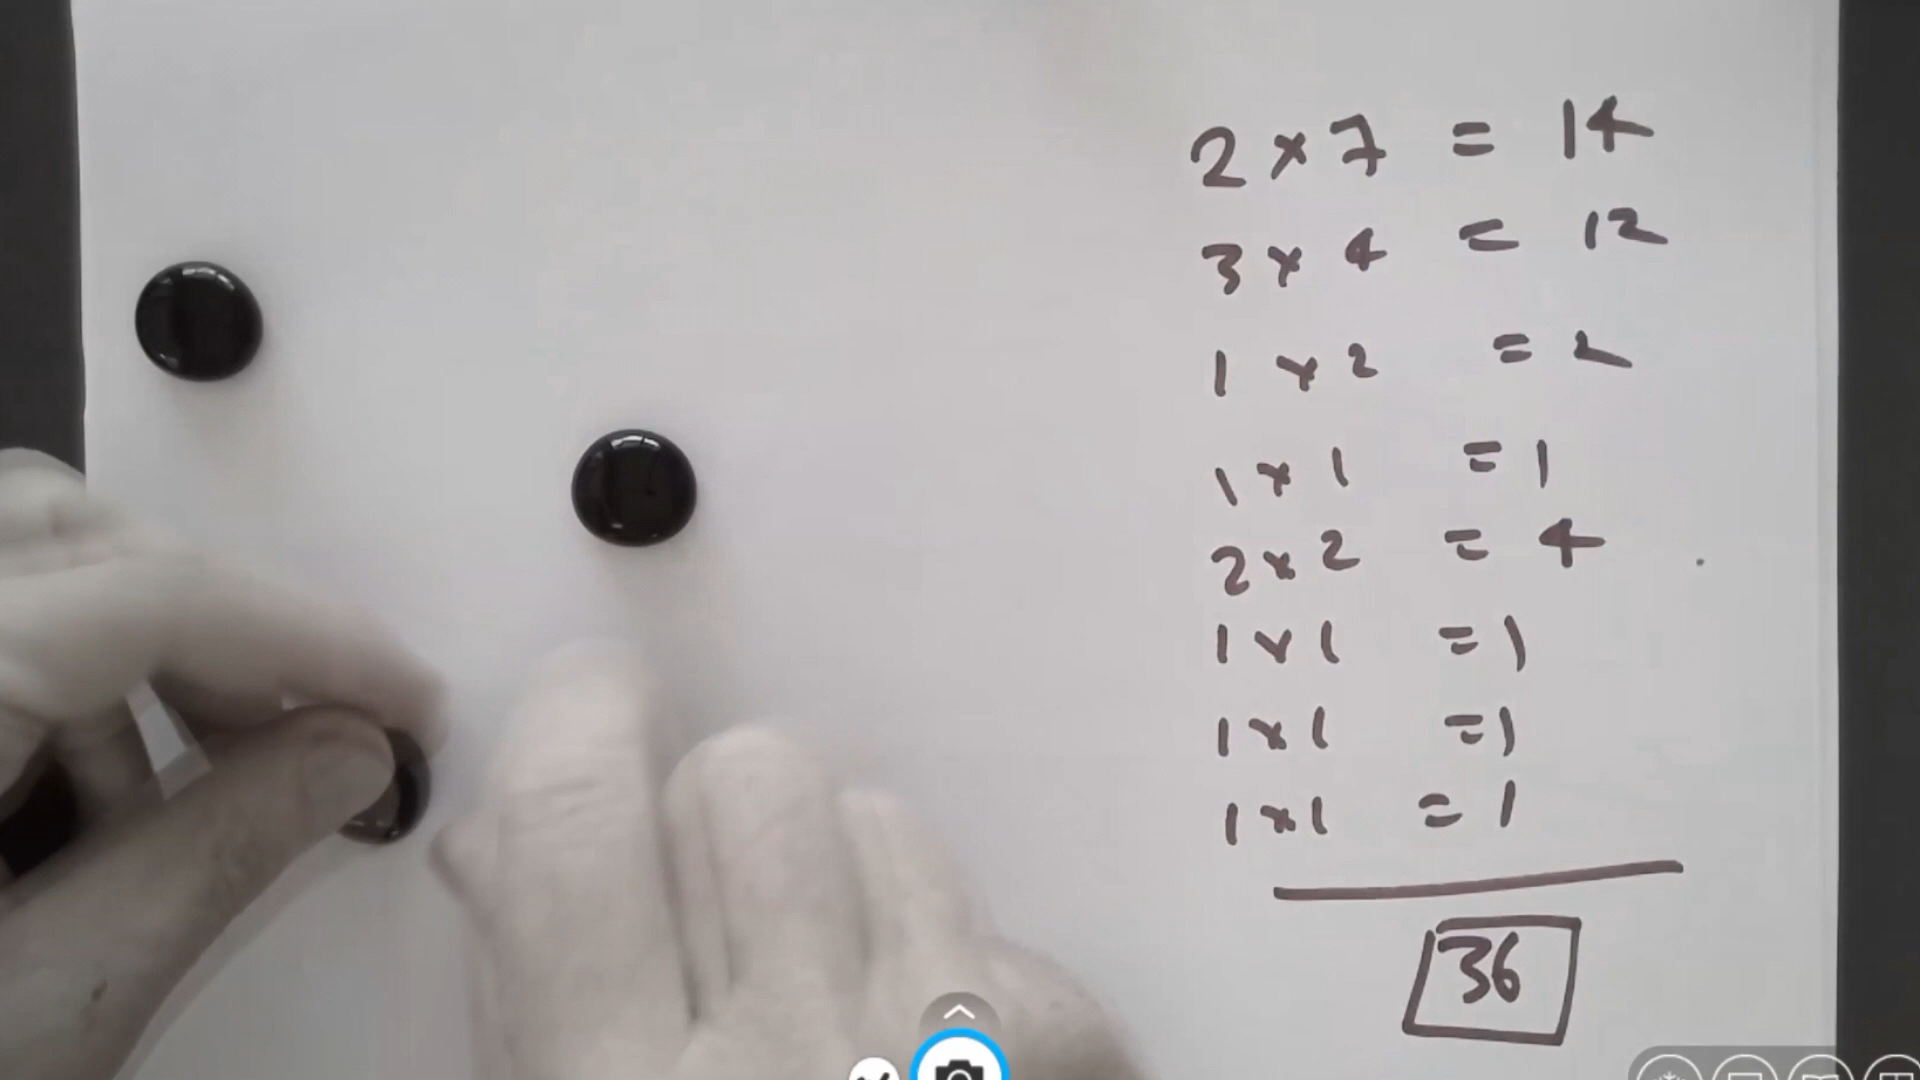 2 × 7 = 14
3 × 4 = 12
1 × 2 = 2
1 × 1 = 1
2 × 2 = 4
1 × 1 = 1
1 × 1 = 1
1 × 1 = 1
36